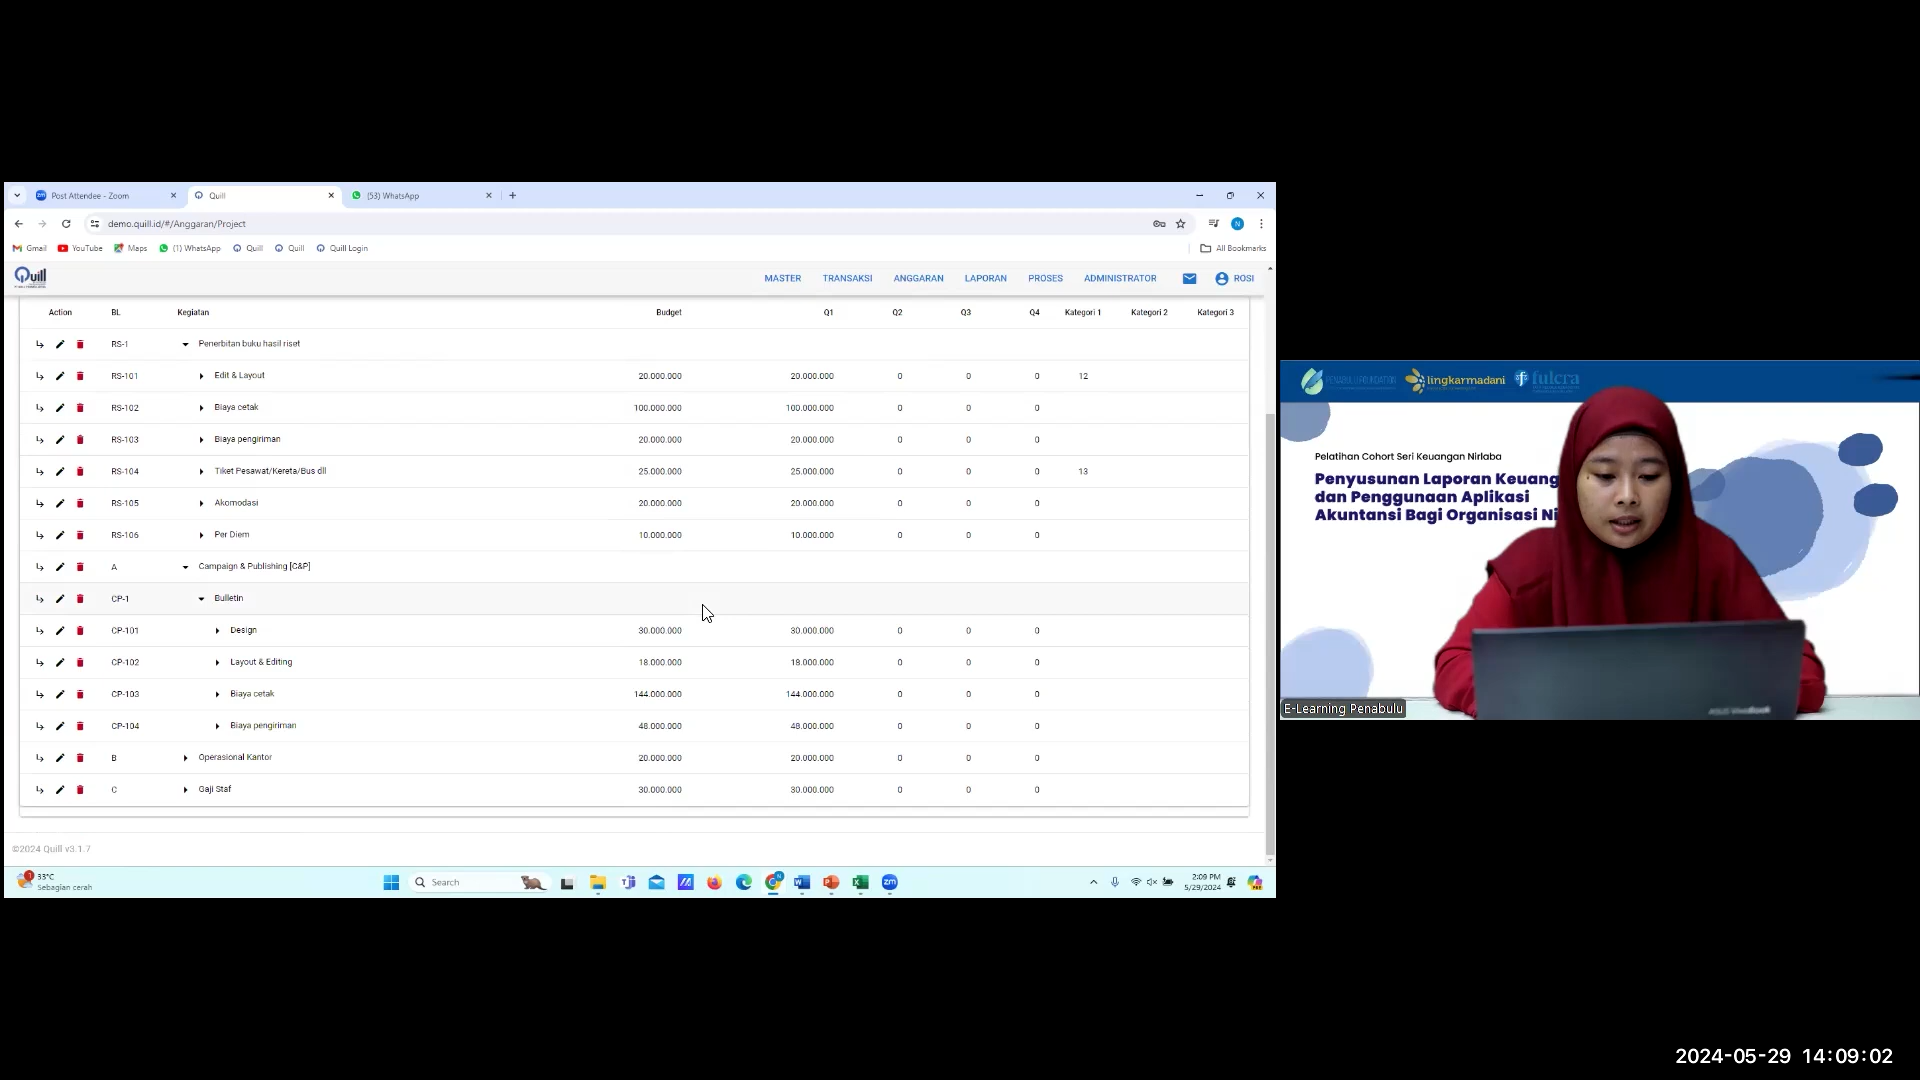 Post Attendee - Zoom
Quill
(53) WhatsApp
demo.quill.id/#/Anggaran/Project
Gmail YouTube Maps (1) WhatsApp Quill Quill Quill Login All Bookmarks
Quill MASTER TRANSAKSI ANGGARAN LAPORAN PROSES ADMINISTRATOR ROSI
Action BL Kegiatan Budget Q1 Q2 Q3 Q4 Kategori 1 Kategori 2 Kategori 3
RS-1 Penerbitan buku hasil riset
RS-101 Edit & Layout 20.000.000 20.000.000 0 0 0 12
RS-102 Biaya cetak 100.000.000 100.000.000 0 0 0
RS-103 Biaya pengiriman 20.000.000 20.000.000 0 0 0
RS-104 Tiket Pesawat/Kereta/Bus dll 25.000.000 25.000.000 0 0 0 13
RS-105 Akomodasi 20.000.000 20.000.000 0 0 0
RS-106 Per Diem 10.000.000 10.000.000 0 0 0
A Campaign & Publishing [C&P]
CP-1 Bulletin
CP-101 Design 30.000.000 30.000.000 0 0 0
CP-102 Layout & Editing 18.000.000 18.000.000 0 0 0
CP-103 Biaya cetak 144.000.000 144.000.000 0 0 0
CP-104 Biaya pengiriman 48.000.000 48.000.000 0 0 0
B Operasional Kantor 20.000.000 20.000.000 0 0 0
C Gaji Staf 30.000.000 30.000.000 0 0 0
©2024 Quill v3.1.7
33°C
Sebagian cerah
Search
2:09 PM
5/29/2024
PENABULU FOUNDATION lingkarmadani fulcra
Pelatihan Cohort Seri Keuangan Nirlaba
Penyusunan Laporan Keuang
dan Penggunaan Aplikasi
Akuntansi Bagi Organisasi Ni
E-Learning Penabulu
2024-05-29 14:09:02